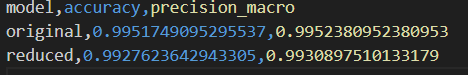 model,accuracy,precision_macro
original,0.9951749095295537,0.9952380952380953
reduced,0.9927623642943305,0.9930897510133179